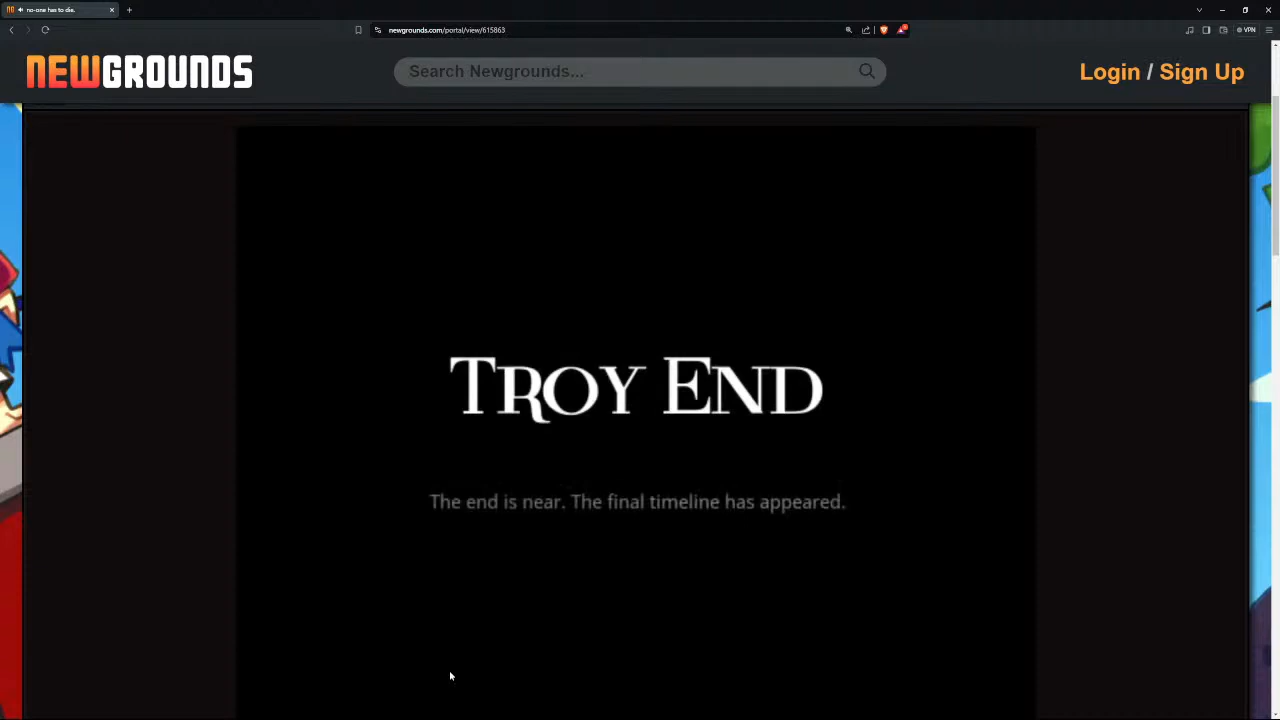 no-one has to die.
newgrounds.com/portal/view/615863
VPN
NEWGROUNDS
Search Newgrounds...
Login / Sign Up
TROY END
The end is near. The final timeline has appeared.